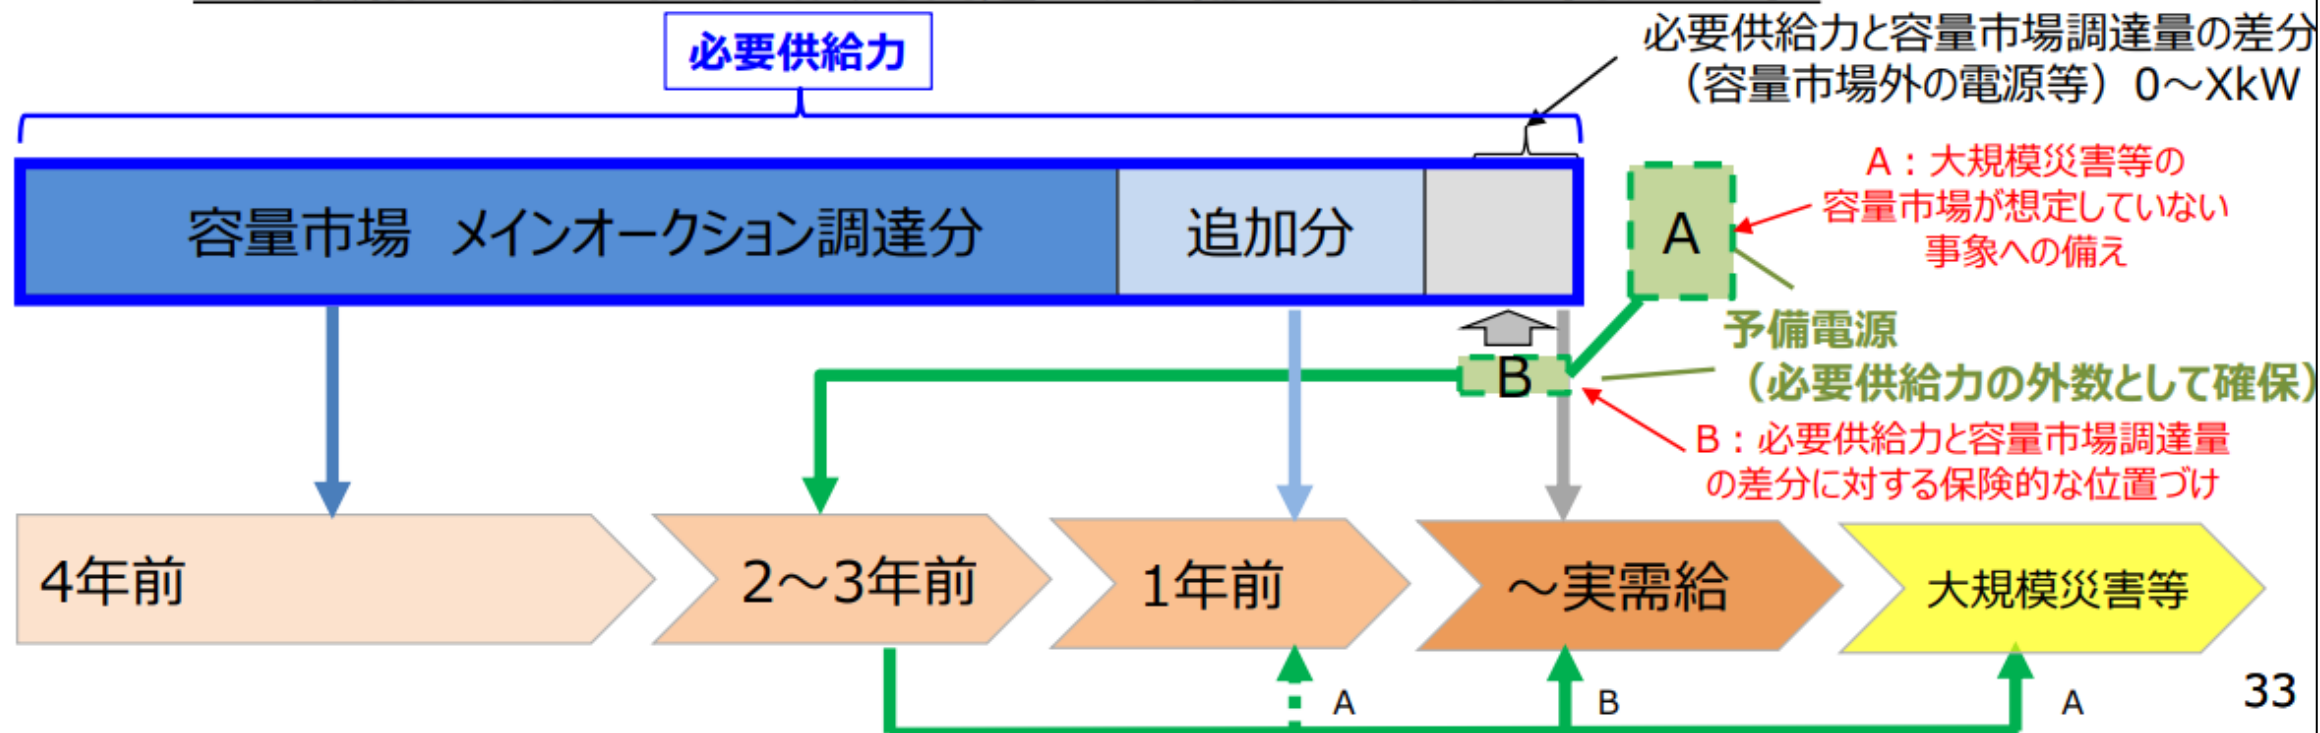 必要供給力
必要供給力と容量市場調達量の差分
（容量市場外の電源等）0～XkW
容量市場　メインオークション調達分
追加分
A
A：大規模災害等の
容量市場が想定していない
事象への備え
予備電源
（必要供給力の外数として確保）
B
B：必要供給力と容量市場調達量
の差分に対する保険的な位置づけ
4年前
2～3年前
1年前
～実需給
大規模災害等
A
B
A
33